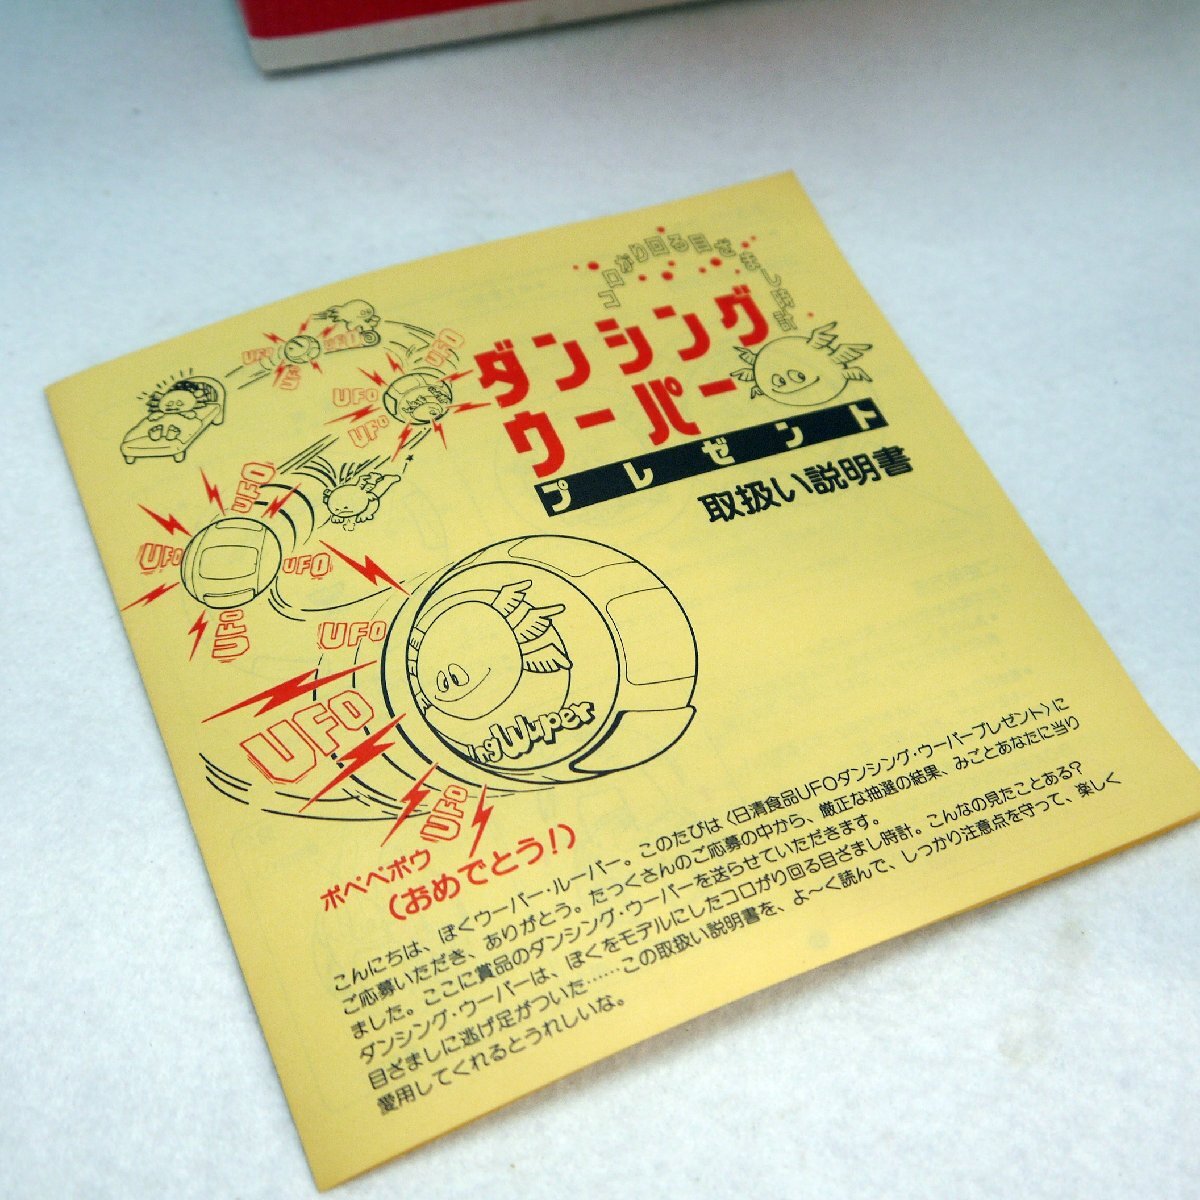 コロがり回る目ざまし時計
ダンシング
ウーパー
プレゼント
取扱い説明書
UFO
UFO
UFO
UFO
UFO
UFO
UFO
UFO
UFO
UFO
UFO
UFO
UFO
ing Wuper
ポペペポウ
(おめでとう!)
こんにちは、ぼくウーパー・ルーパー。このたびは〈日清食品UFOダンシング・ウーパープレゼント〉に
ご応募いただき、ありがとう。たっくさんのご応募の中から、厳正な抽選の結果、みごとあなたに当り
ました。ここに賞品のダンシング・ウーパーを送らせていただきます。
ダンシング・ウーパーは、ぼくをモデルにしたコロがり回る目ざまし時計。こんなの見たことある?
目ざましに逃げ足がついた……この取扱い説明書を、よ〜く読んで、しっかり注意点を守って、楽しく
愛用してくれるとうれしいな。